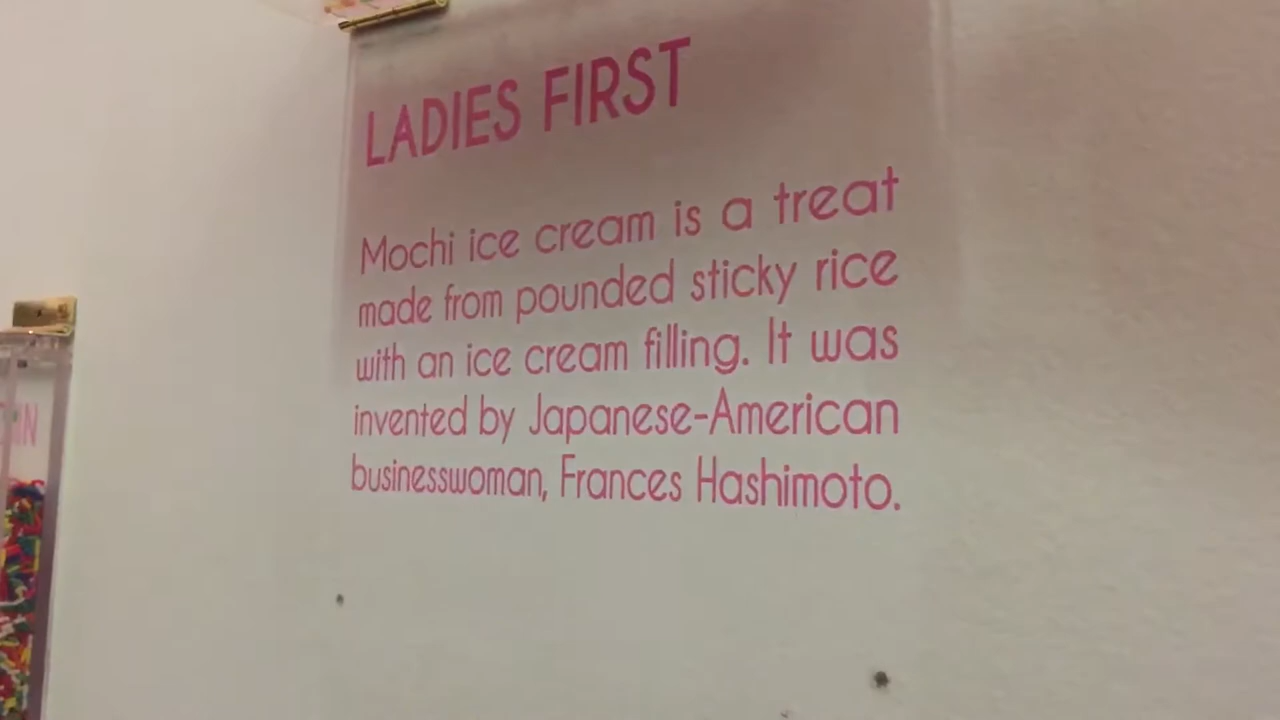 LADIES FIRST
Mochi ice cream is a treat
made from pounded sticky rice
with an ice cream filling. It was
invented by Japanese-American
businesswoman, Frances Hashimoto.